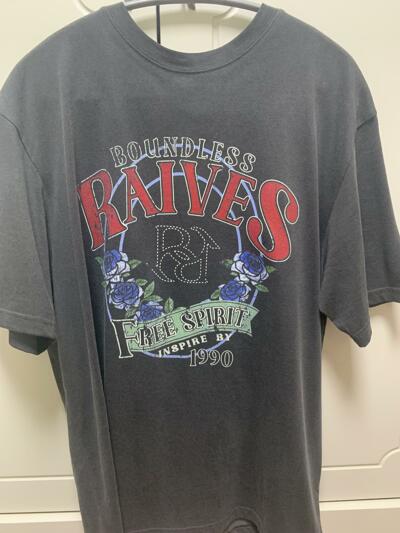 BOUNDLESS
RAIVES
FREE SPIRIT
INSPIRE BY
1990